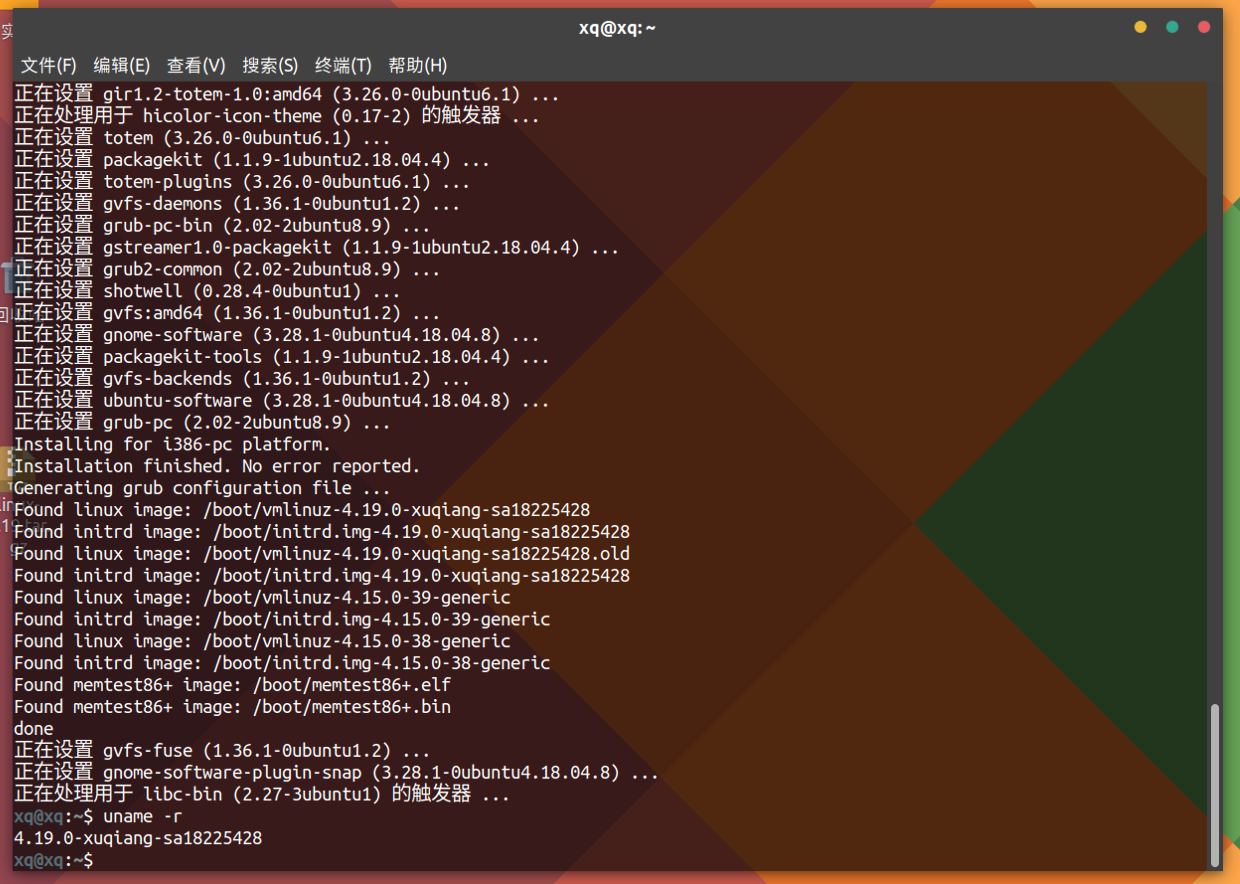 xq@xq: ~
文件(F) 编辑(E) 查看(V) 搜索(S) 终端(T) 帮助(H)
正在设置 gir1.2-totem-1.0:amd64 (3.26.0-0ubuntu6.1) ...
正在处理用于 hicolor-icon-theme (0.17-2) 的触发器 ...
正在设置 totem (3.26.0-0ubuntu6.1) ...
正在设置 packagekit (1.1.9-1ubuntu2.18.04.4) ...
正在设置 totem-plugins (3.26.0-0ubuntu6.1) ...
正在设置 gvfs-daemons (1.36.1-0ubuntu1.2) ...
正在设置 grub-pc-bin (2.02-2ubuntu8.9) ...
正在设置 gstreamer1.0-packagekit (1.1.9-1ubuntu2.18.04.4) ...
正在设置 grub2-common (2.02-2ubuntu8.9) ...
正在设置 shotwell (0.28.4-0ubuntu1) ...
正在设置 gvfs:amd64 (1.36.1-0ubuntu1.2) ...
正在设置 gnome-software (3.28.1-0ubuntu4.18.04.8) ...
正在设置 packagekit-tools (1.1.9-1ubuntu2.18.04.4) ...
正在设置 gvfs-backends (1.36.1-0ubuntu1.2) ...
正在设置 ubuntu-software (3.28.1-0ubuntu4.18.04.8) ...
正在设置 grub-pc (2.02-2ubuntu8.9) ...
Installing for i386-pc platform.
Installation finished. No error reported.
Generating grub configuration file ...
Found linux image: /boot/vmlinuz-4.19.0-xuqiang-sa18225428
Found initrd image: /boot/initrd.img-4.19.0-xuqiang-sa18225428
Found linux image: /boot/vmlinuz-4.19.0-xuqiang-sa18225428.old
Found initrd image: /boot/initrd.img-4.19.0-xuqiang-sa18225428
Found linux image: /boot/vmlinuz-4.15.0-39-generic
Found initrd image: /boot/initrd.img-4.15.0-39-generic
Found linux image: /boot/vmlinuz-4.15.0-38-generic
Found initrd image: /boot/initrd.img-4.15.0-38-generic
Found memtest86+ image: /boot/memtest86+.elf
Found memtest86+ image: /boot/memtest86+.bin
done
正在设置 gvfs-fuse (1.36.1-0ubuntu1.2) ...
正在设置 gnome-software-plugin-snap (3.28.1-0ubuntu4.18.04.8) ...
正在处理用于 libc-bin (2.27-3ubuntu1) 的触发器 ...
xq@xq:~$ uname -r
4.19.0-xuqiang-sa18225428
xq@xq:~$